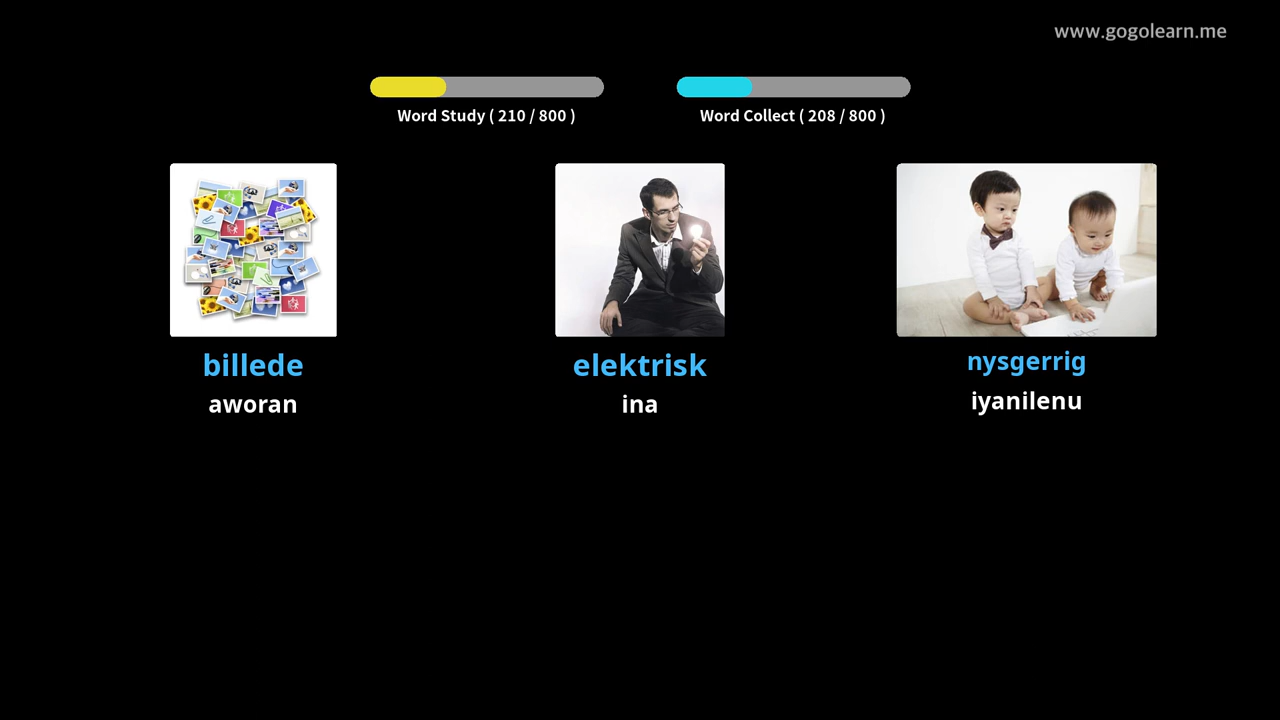 www.gogolearn.me
Word Study ( 210 / 800 )
Word Collect ( 208 / 800 )
billede
aworan
elektrisk
ina
nysgerrig
iyanilenu